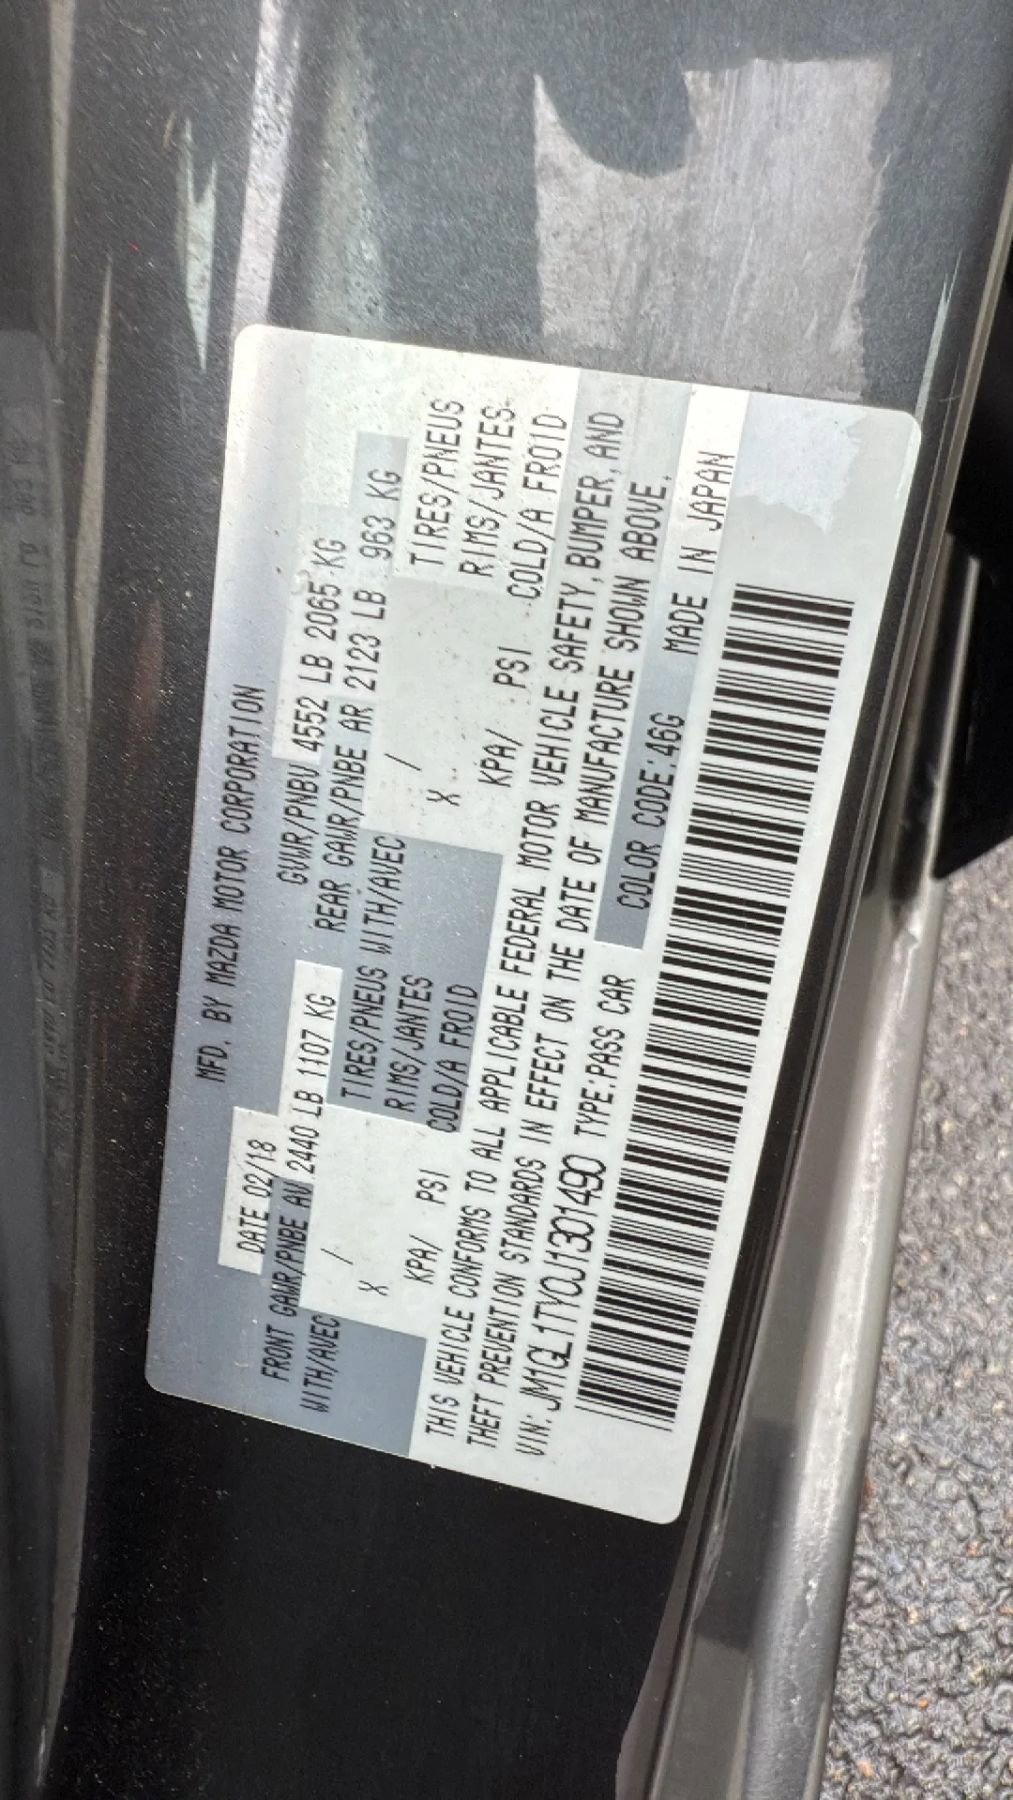 MFD. BY MAZDA MOTOR CORPORATION
DATE 02/18 GVWR/PNBV 4552 LB 2065 KG
FRONT GAWR/PNBE AV 2440 LB 1107 KG REAR GAWR/PNBE AR 2123 LB 963 KG
WITH/AVEC / TIRES/PNEUS WITH/AVEC / TIRES/PNEUS
X RIMS/JANTES X RIMS/JANTES
KPA/ PSI COLD/A FROID KPA/ PSI COLD/A FROID
THIS VEHICLE CONFORMS TO ALL APPLICABLE FEDERAL MOTOR VEHICLE SAFETY, BUMPER, AND
THEFT PREVENTION STANDARDS IN EFFECT ON THE DATE OF MANUFACTURE SHOWN ABOVE.
VIN: JM1GL1TY0J1301490 TYPE:PASS CAR COLOR CODE:46G MADE IN JAPAN